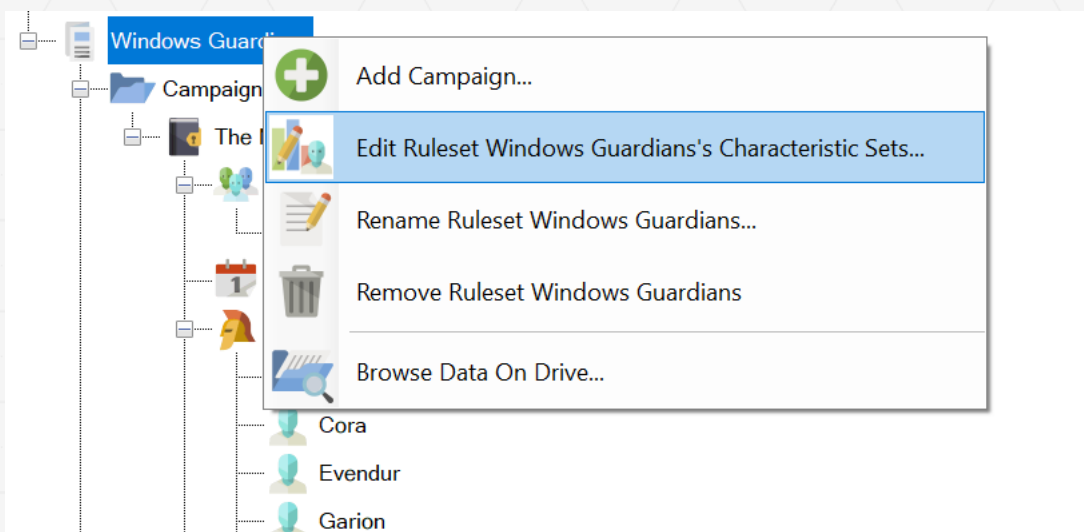 Windows Guardi
Add Campaign...
Campaign
Edit Ruleset Windows Guardians's Characteristic Sets...
The
Rename Ruleset Windows Guardians...
1
Remove Ruleset Windows Guardians
Browse Data On Drive...
Cora
Evendur
Garion